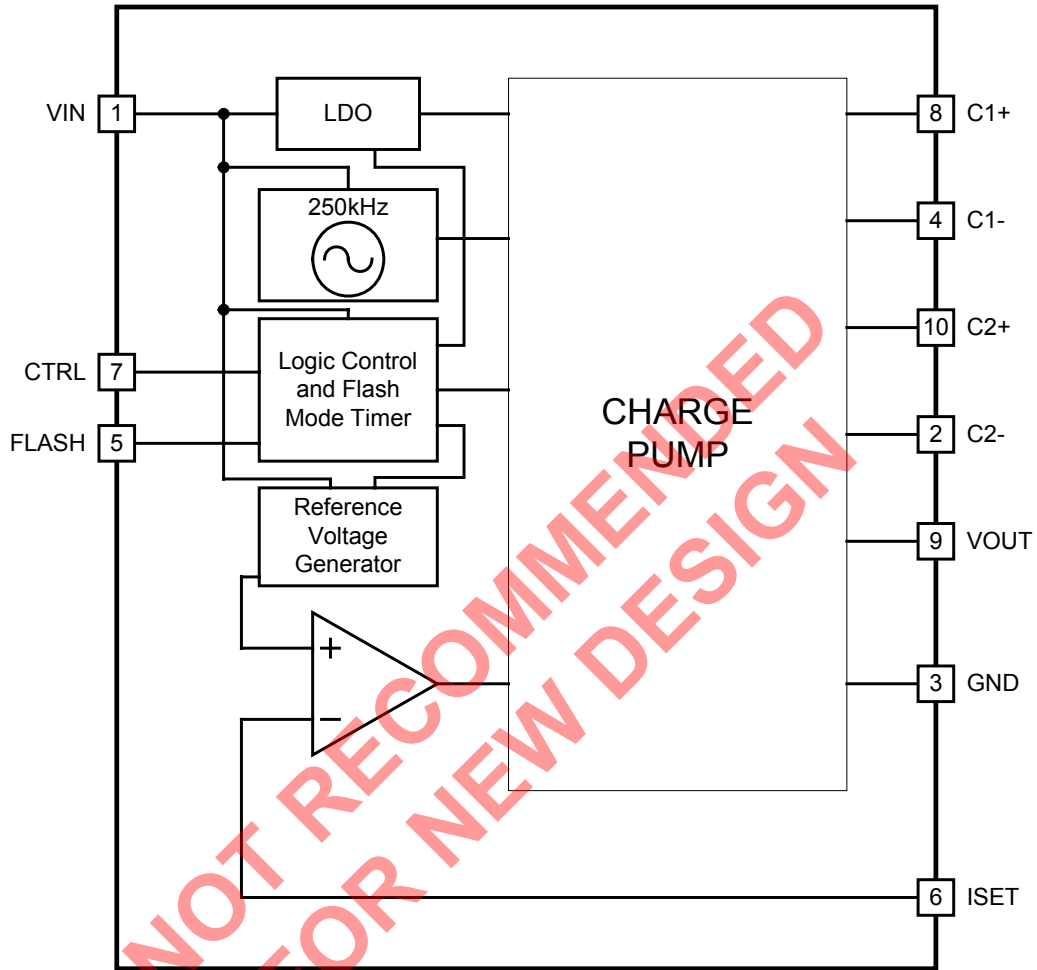 VIN
1
LDO
8
C1+
250kHz
4
C1-
10
C2+
CTRL
7
Logic Control
and Flash
Mode Timer
FLASH
5
CHARGE
PUMP
2
C2-
Reference
Voltage
Generator
9
VOUT
+
−
3
GND
6
ISET
NOT RECOMMENDED
FOR NEW DESIGN